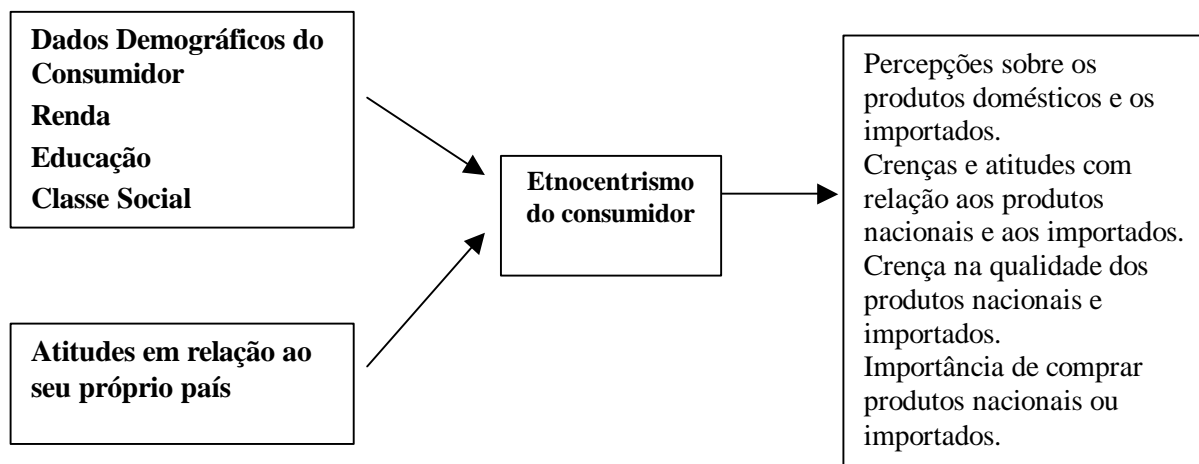 Dados Demográficos do
Consumidor
Renda
Educação
Classe Social
Atitudes em relação ao
seu próprio país
Etnocentrismo
do consumidor
Percepções sobre os
produtos domésticos e os
importados.
Crenças e atitudes com
relação aos produtos
nacionais e aos importados.
Crença na qualidade dos
produtos nacionais e
importados.
Importância de comprar
produtos nacionais ou
importados.